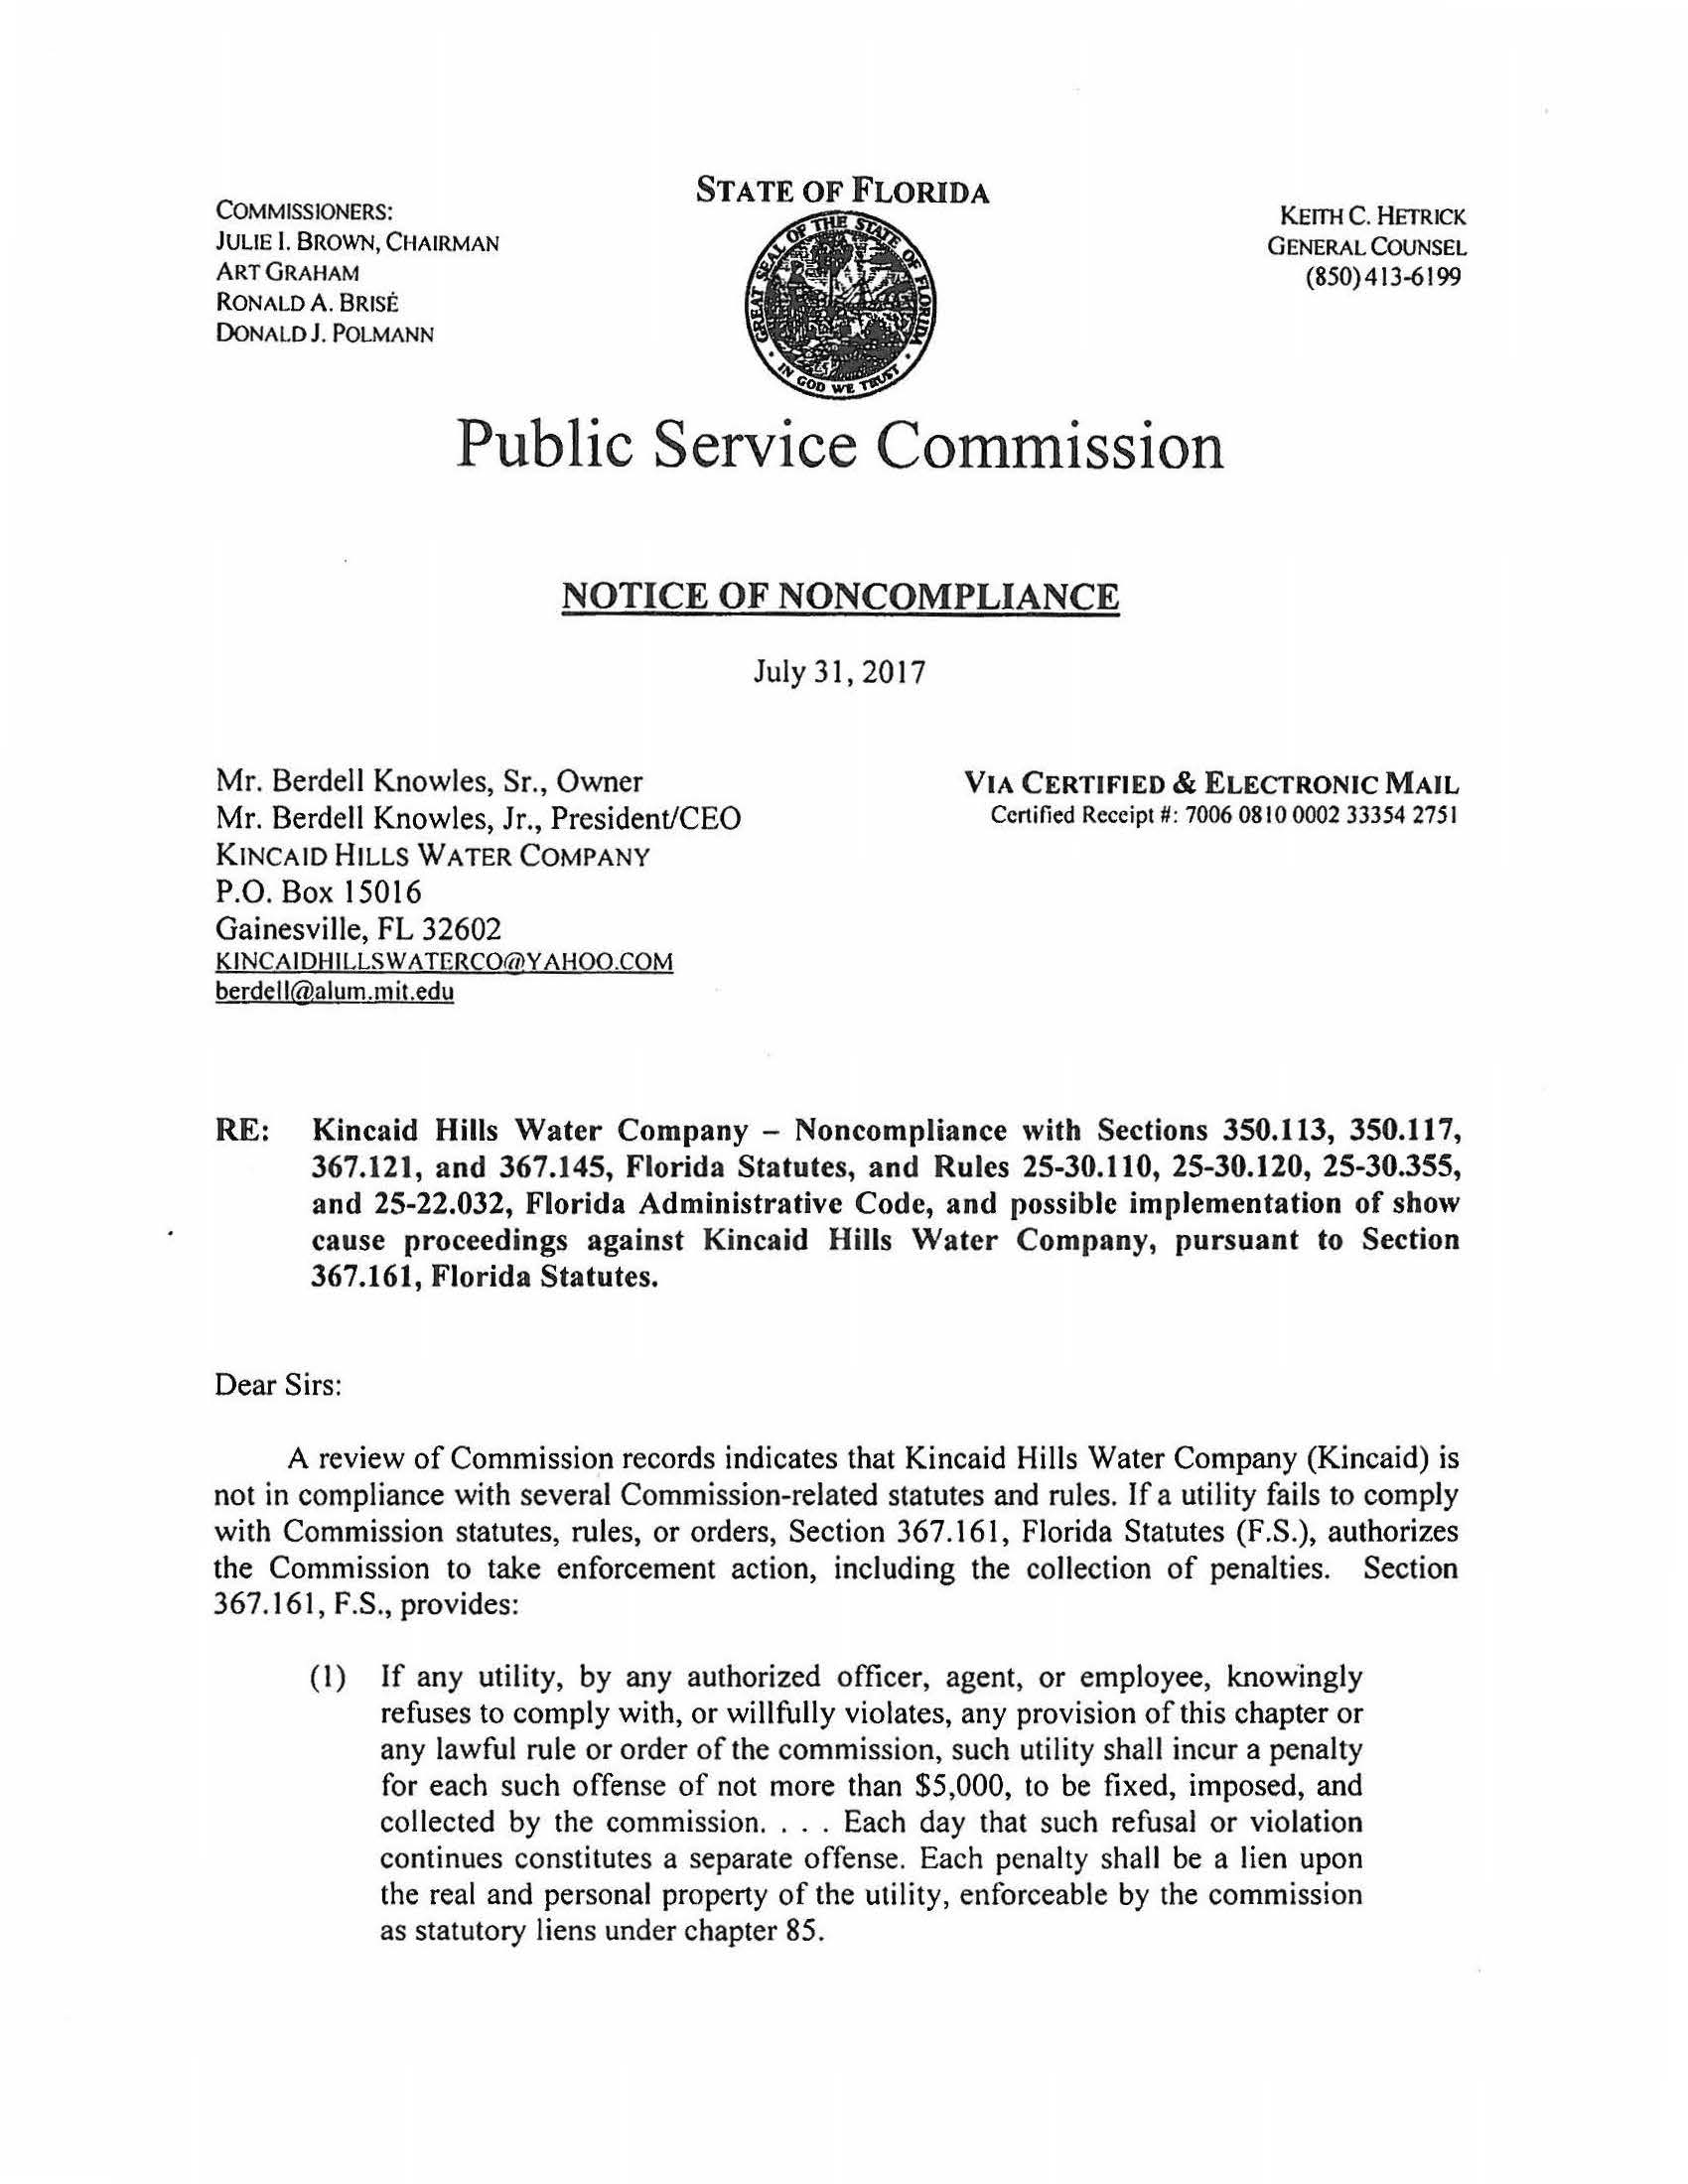 STATE OF FLORIDA
COMMISSIONERS:
JULIE I. BROWN, CHAIRMAN
ART GRAHAM
RONALD A. BRISÉ
DONALD J. POLMANN
GREAT SEAL OF THE STATE OF FLORIDA
IN GOD WE TRUST
KEITH C. HETRICK
GENERAL COUNSEL
(850)413-6199
Public Service Commission
NOTICE OF NONCOMPLIANCE
July 31, 2017
Mr. Berdell Knowles, Sr., Owner
Mr. Berdell Knowles, Jr., President/CEO
KINCAID HILLS WATER COMPANY
P.O. Box 15016
Gainesville, FL 32602
KINCAIDHILLSWATERCO@YAHOO.COM
berdell@alum.mit.edu
VIA CERTIFIED & ELECTRONIC MAIL
Certified Receipt #: 7006 0810 0002 33354 2751
RE: Kincaid Hills Water Company – Noncompliance with Sections 350.113, 350.117,
367.121, and 367.145, Florida Statutes, and Rules 25-30.110, 25-30.120, 25-30.355,
and 25-22.032, Florida Administrative Code, and possible implementation of show
cause proceedings against Kincaid Hills Water Company, pursuant to Section
367.161, Florida Statutes.
Dear Sirs:
A review of Commission records indicates that Kincaid Hills Water Company (Kincaid) is
not in compliance with several Commission-related statutes and rules. If a utility fails to comply
with Commission statutes, rules, or orders, Section 367.161, Florida Statutes (F.S.), authorizes
the Commission to take enforcement action, including the collection of penalties. Section
367.161, F.S., provides:
(1) If any utility, by any authorized officer, agent, or employee, knowingly
refuses to comply with, or willfully violates, any provision of this chapter or
any lawful rule or order of the commission, such utility shall incur a penalty
for each such offense of not more than $5,000, to be fixed, imposed, and
collected by the commission. . . . Each day that such refusal or violation
continues constitutes a separate offense. Each penalty shall be a lien upon
the real and personal property of the utility, enforceable by the commission
as statutory liens under chapter 85.